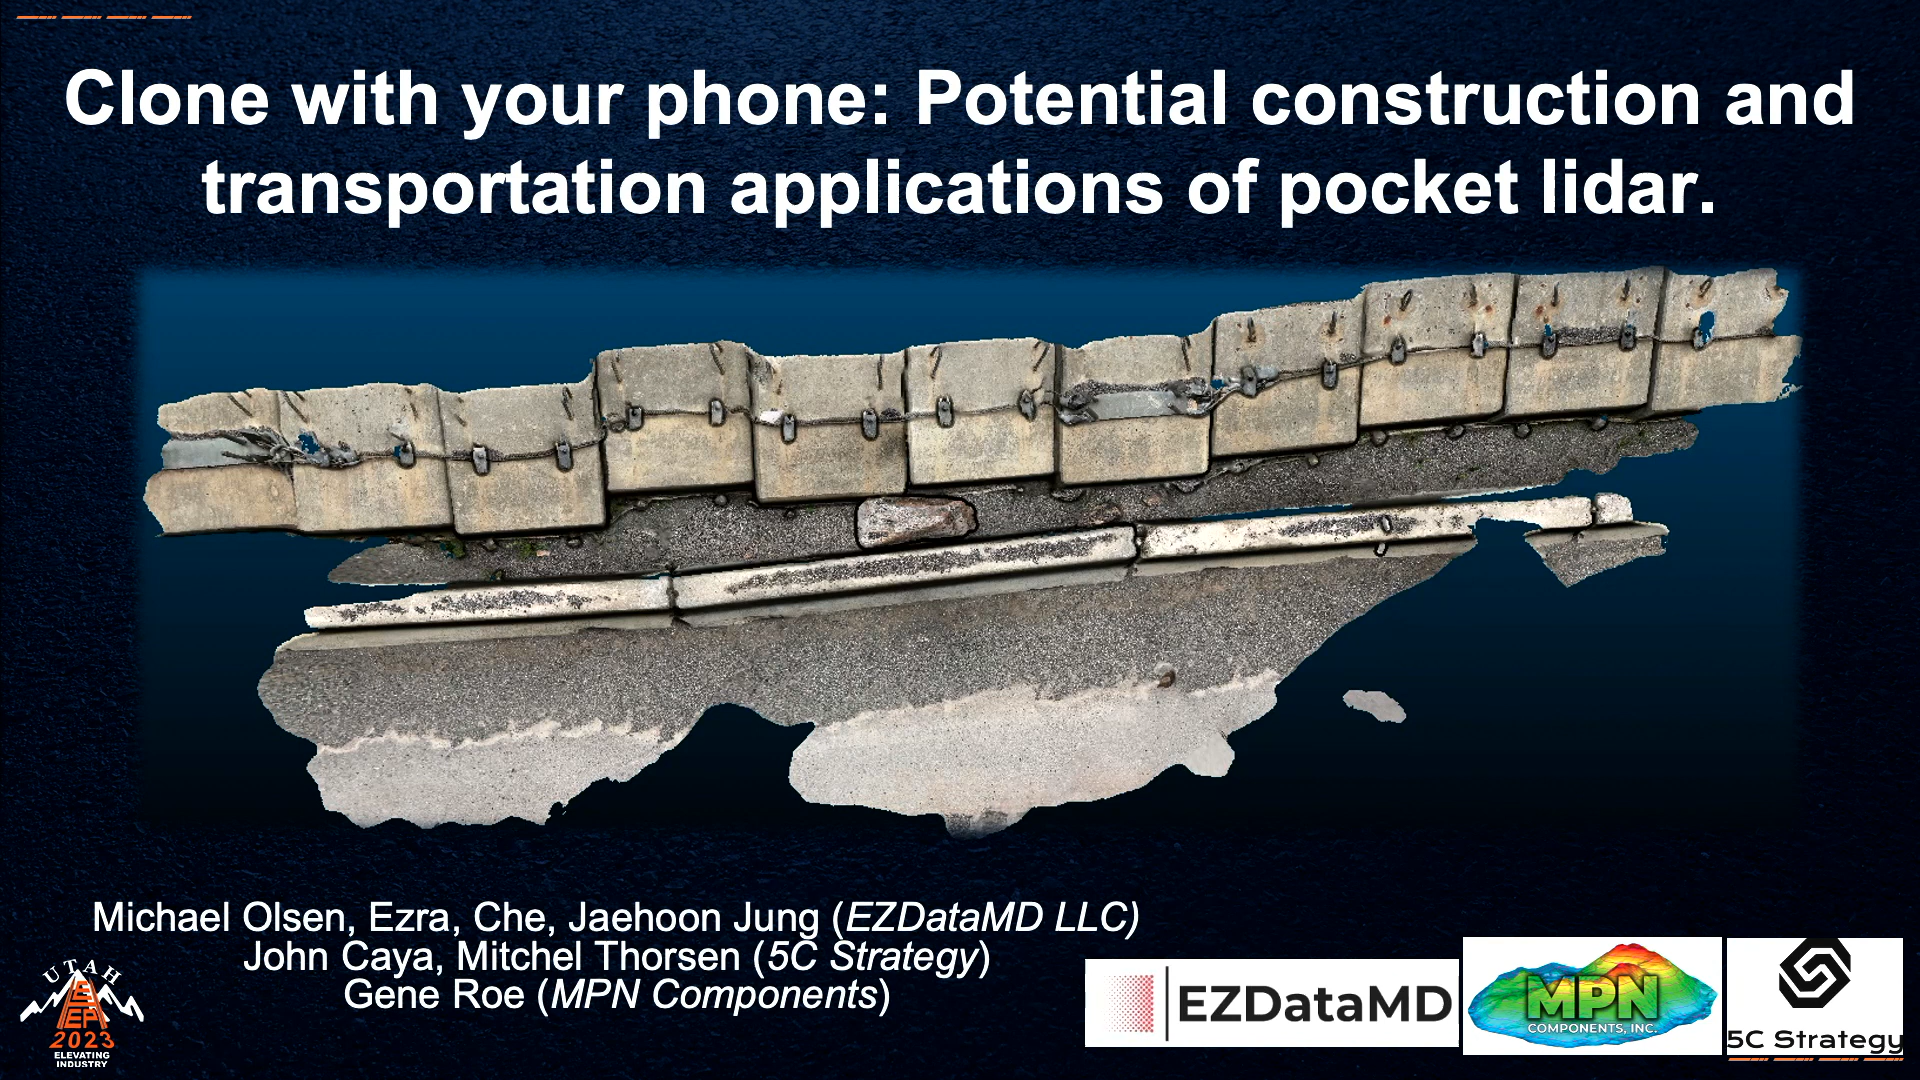 Clone with your phone: Potential construction and
transportation applications of pocket lidar.
Michael Olsen, Ezra, Che, Jaehoon Jung (EZDataMD LLC)
John Caya, Mitchel Thorsen (5C Strategy)
Gene Roe (MPN Components)
UTAH
2023
ELEVATING
INDUSTRY
EZDataMD
MPN
COMPONENTS, INC.
5C Strategy